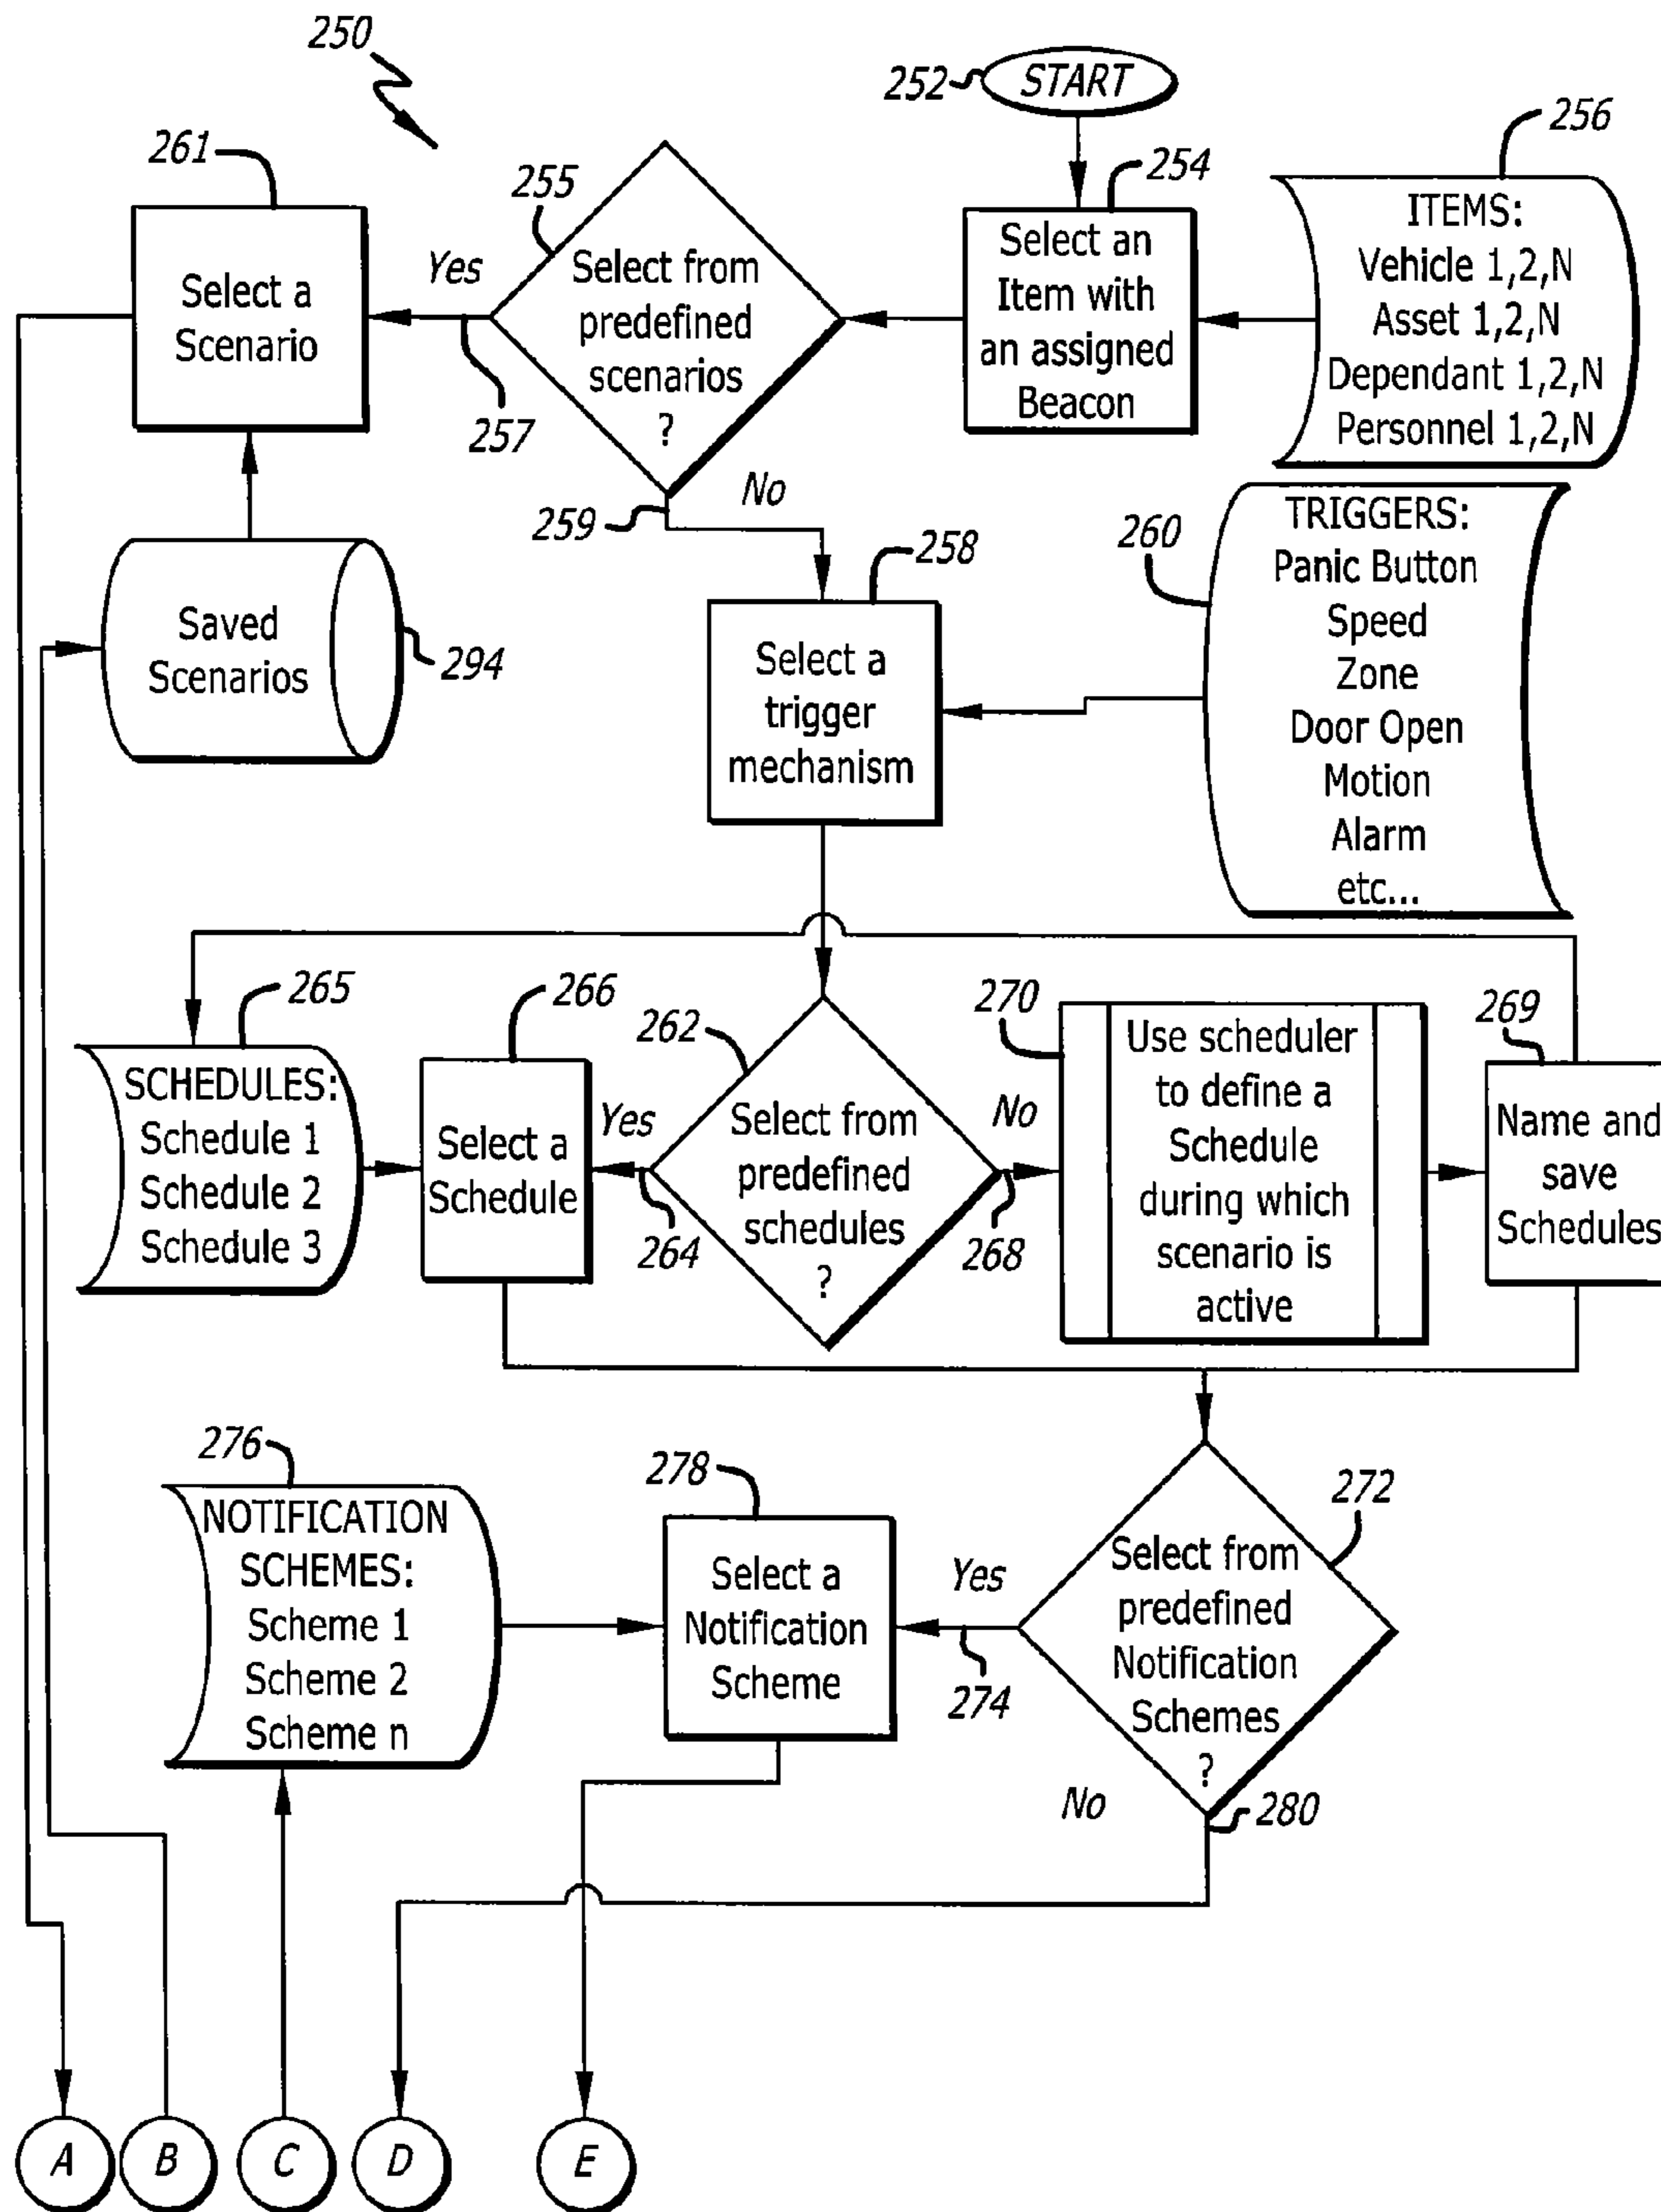 250
252
START
261
255
254
256
Select a
Scenario
Yes
Select from
predefined
scenarios
?
Select an
Item with
an assigned
Beacon
ITEMS:
Vehicle 1,2,N
Asset 1,2,N
Dependant 1,2,N
Personnel 1,2,N
257
No
259
258
260
TRIGGERS:
Panic Button
Speed
Zone
Door Open
Motion
Alarm
etc...
Saved
Scenarios
294
Select a
trigger
mechanism
265
266
262
270
269
SCHEDULES:
Schedule 1
Schedule 2
Schedule 3
Select a
Schedule
Yes
264
Select from
predefined
schedules
?
No
268
Use scheduler
to define a
Schedule
during which
scenario is
active
Name and
save
Schedules
276
278
272
NOTIFICATION
SCHEMES:
Scheme 1
Scheme 2
Scheme n
Select a
Notification
Scheme
Yes
274
Select from
predefined
Notification
Schemes
?
No
280
A
B
C
D
E